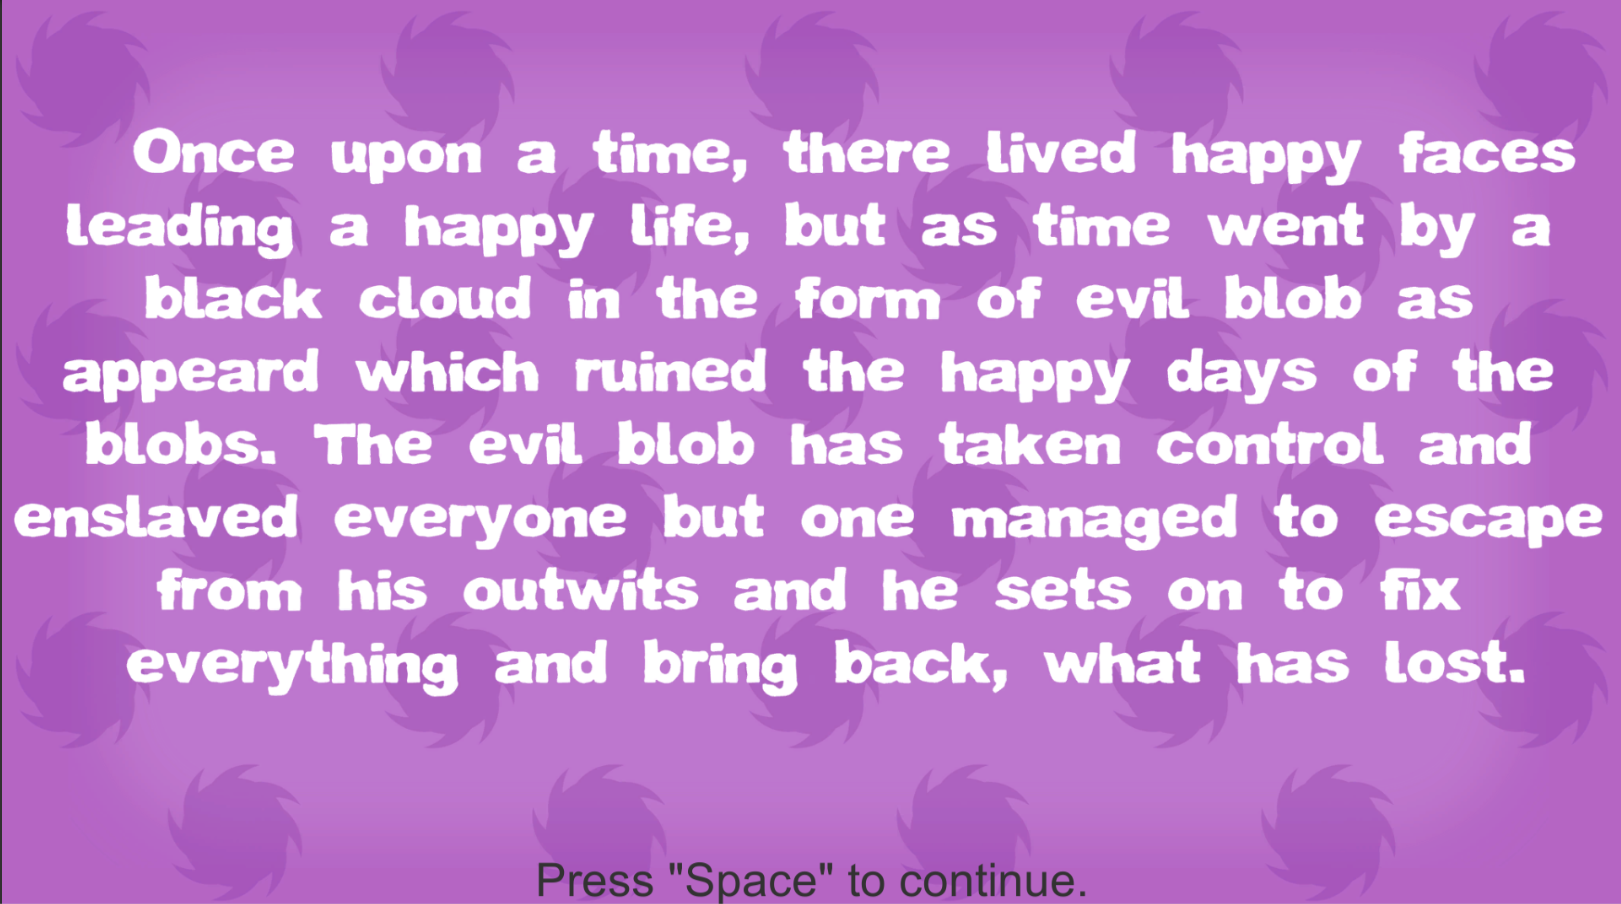 Once upon a time, there lived happy faces
leading a happy life, but as time went by a
black cloud in the form of evil blob as
appeard which ruined the happy days of the
blobs. The evil blob has taken control and
enslaved everyone but one managed to escape
from his outwits and he sets on to fix
everything and bring back, what has lost.
Press "Space" to continue.